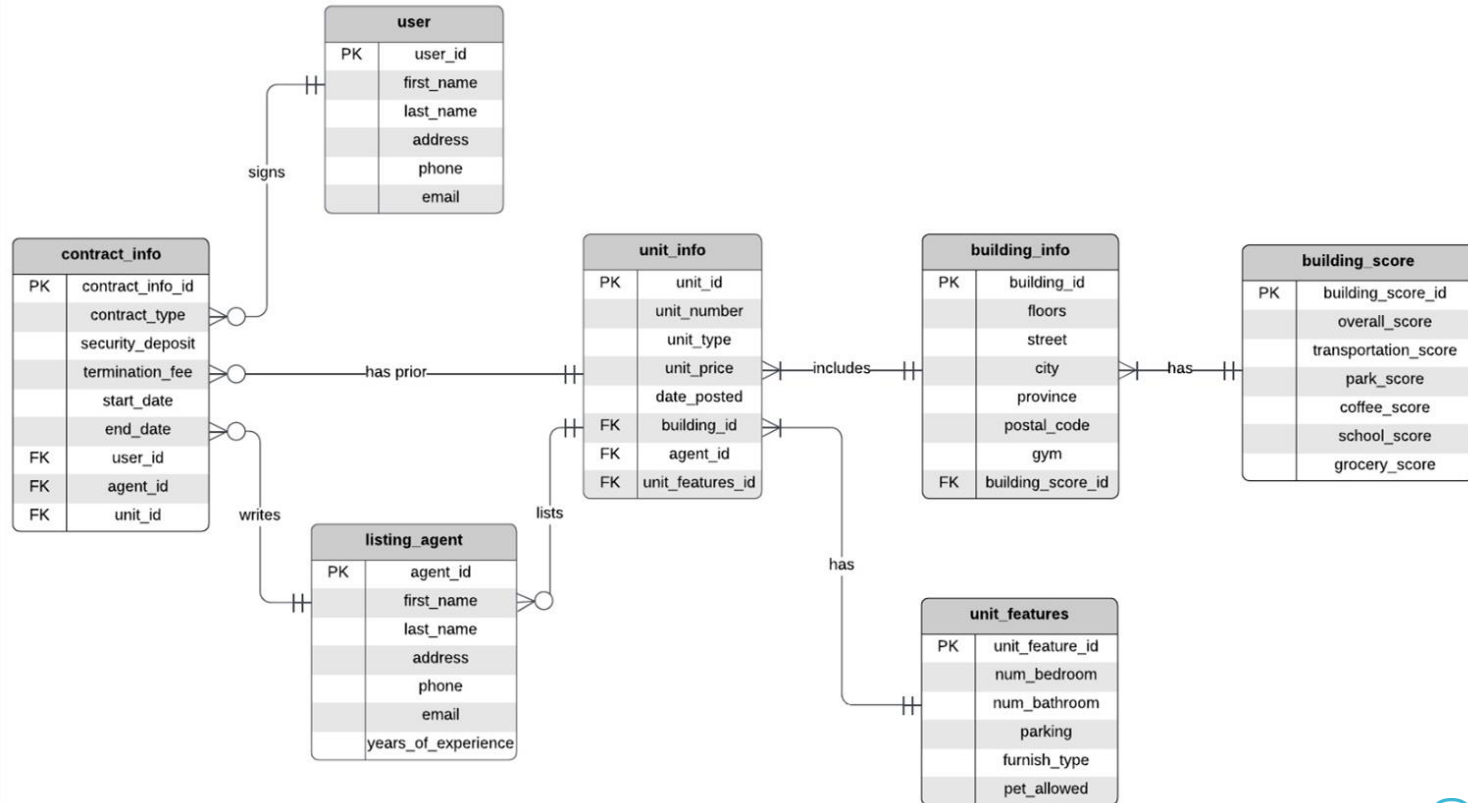 user
PK user_id
first_name
last_name
address
phone
email
signs
contract_info
PK contract_info_id
contract_type
security_deposit
termination_fee
start_date
end_date
FK user_id
FK agent_id
FK unit_id
has prior
writes
listing_agent
PK agent_id
first_name
last_name
address
phone
email
years_of_experience
lists
unit_info
PK unit_id
unit_number
unit_type
unit_price
date_posted
FK building_id
FK agent_id
FK unit_features_id
includes
building_info
PK building_id
floors
street
city
province
postal_code
gym
FK building_score_id
has
building_score
PK building_score_id
overall_score
transportation_score
park_score
coffee_score
school_score
grocery_score
has
unit_features
PK unit_feature_id
num_bedroom
num_bathroom
parking
furnish_type
pet_allowed